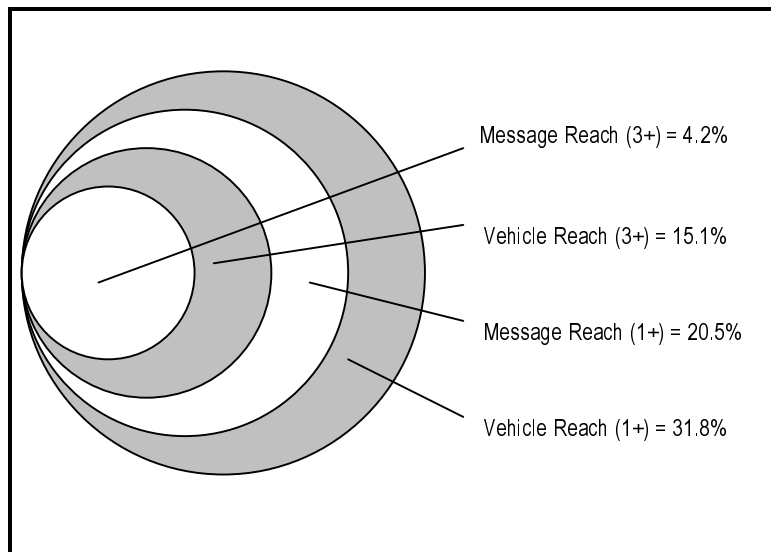 Message Reach (3+) = 4.2%
Vehicle Reach (3+) = 15.1%
Message Reach (1+) = 20.5%
Vehicle Reach (1+) = 31.8%